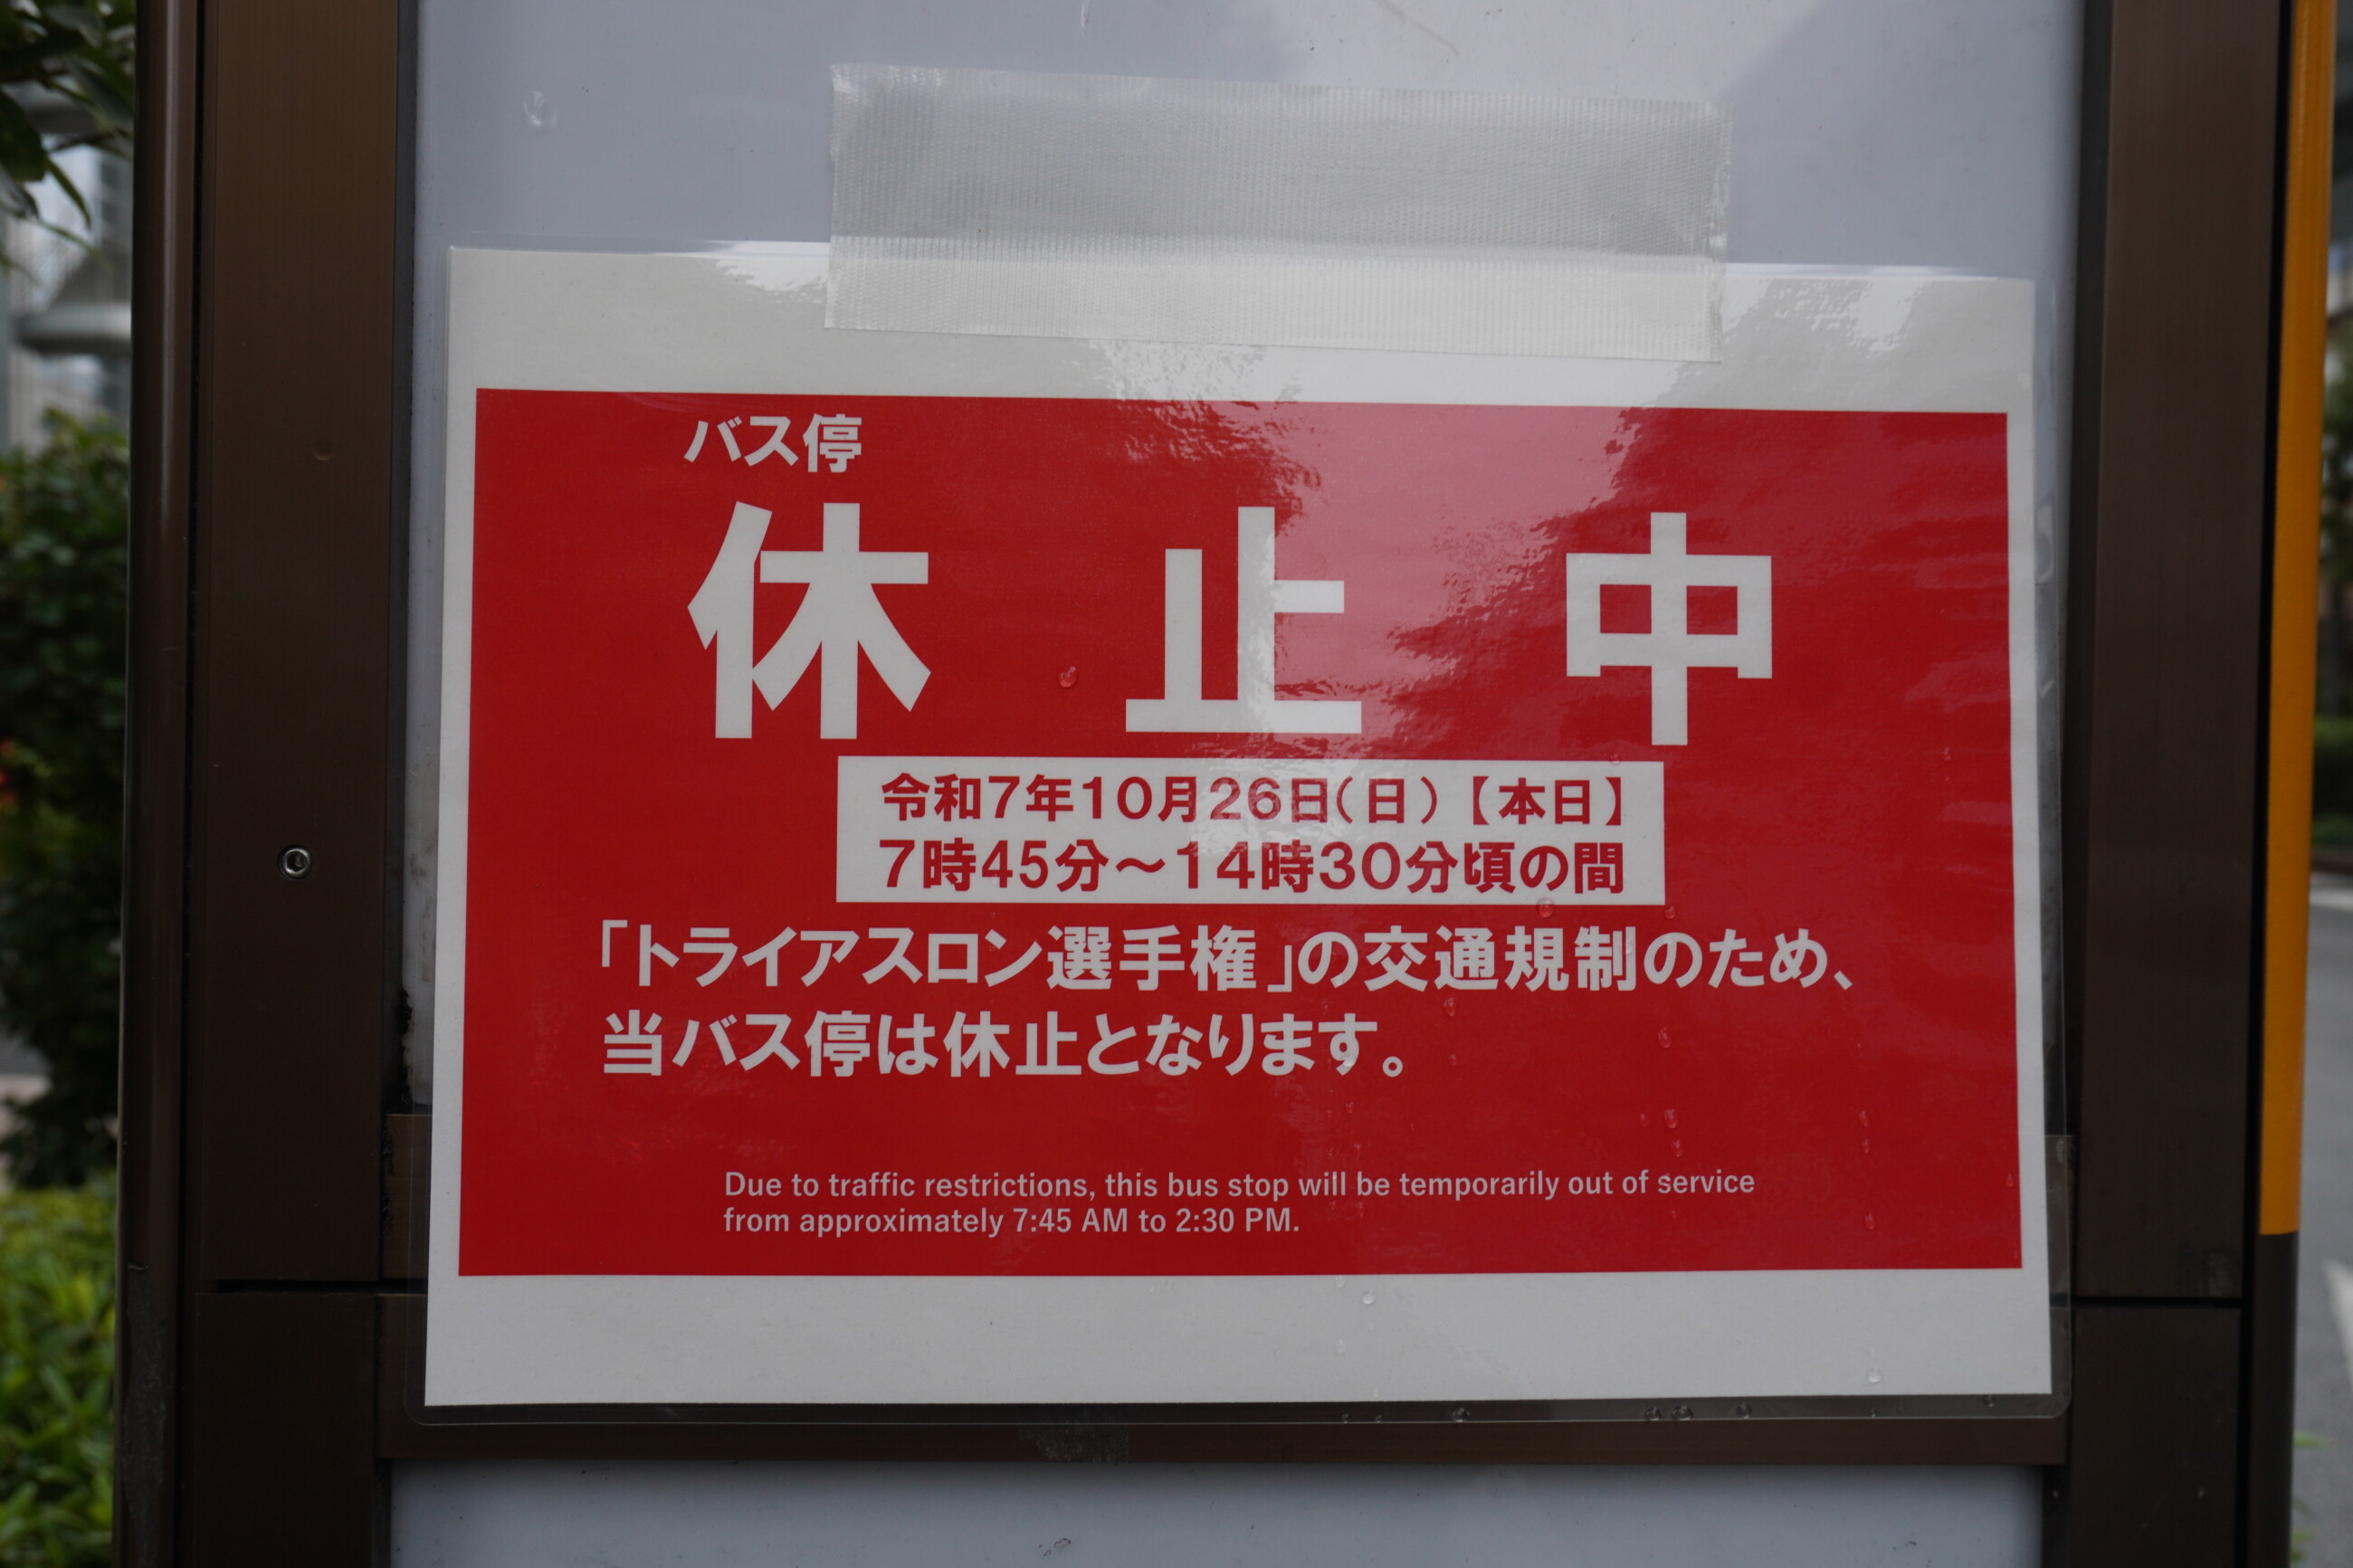 バス停
休止中
令和7年10月26日(日)【本日】
7時45分～14時30分頃の間
「トライアスロン選手権」の交通規制のため、
当バス停は休止となります。
Due to traffic restrictions, this bus stop will be temporarily out of service
from approximately 7:45 AM to 2:30 PM.